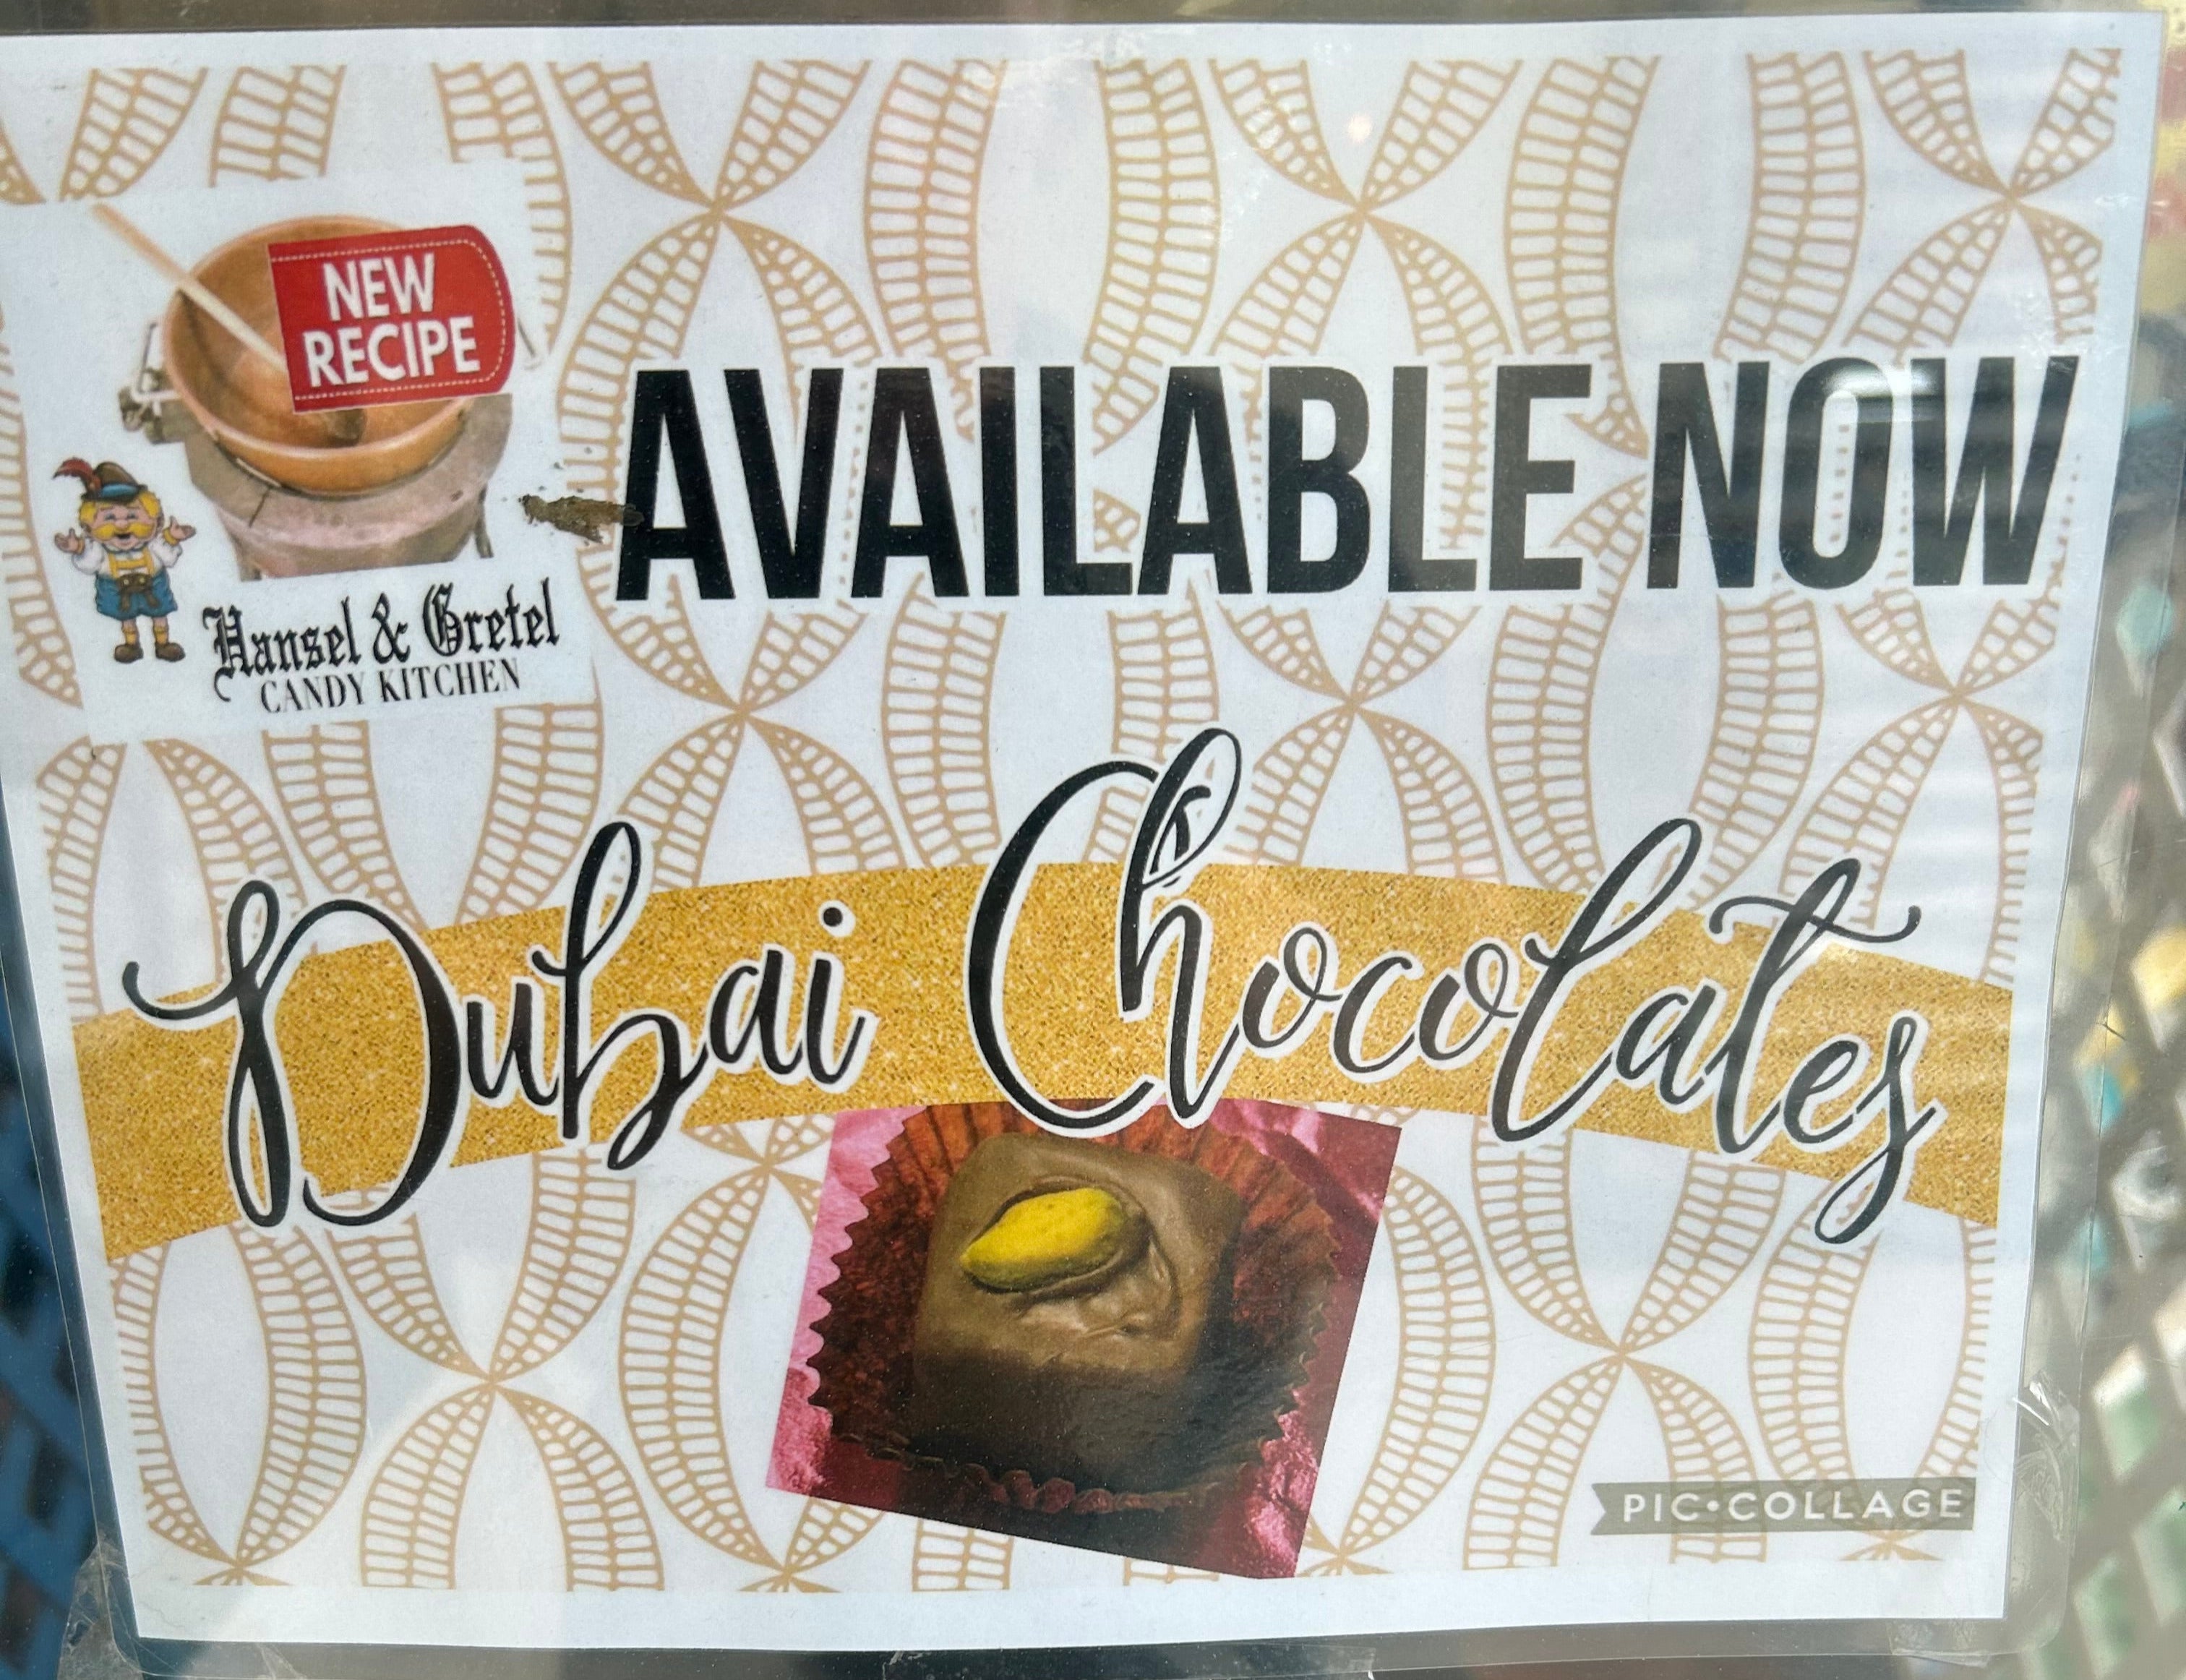 NEW
RECIPE
AVAILABLE NOW
Hansel & Gretel
CANDY KITCHEN
Dubai Chocolates
PIC•COLLAGE